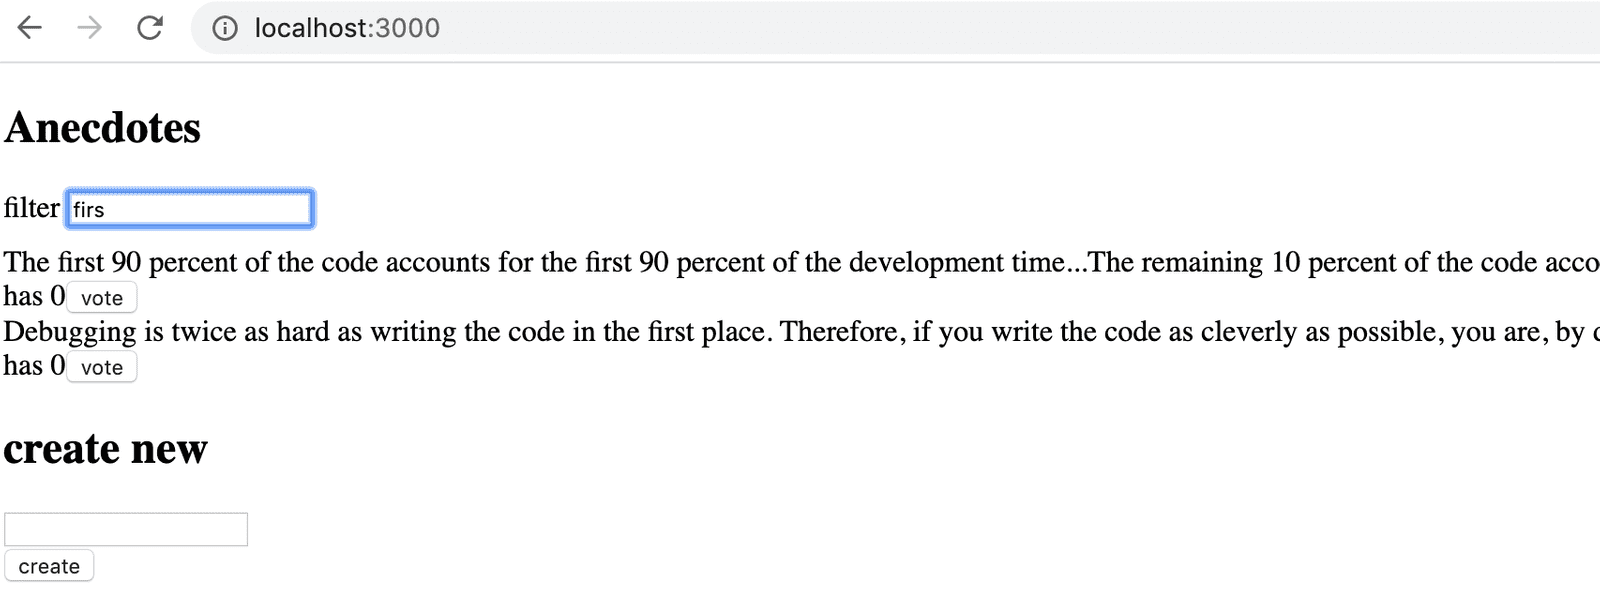 localhost:3000
Anecdotes
filter firs
The first 90 percent of the code accounts for the first 90 percent of the development time...The remaining 10 percent of the code
has 0 vote
Debugging is twice as hard as writing the code in the first place. Therefore, if you write the code as cleverly as possible, you are, by
has 0 vote
create new
create